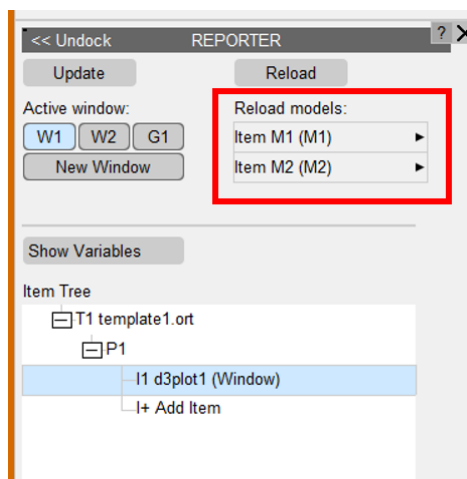 << Undock REPORTER ? X
Update Reload
Active window: Reload models:
W1 W2 G1 Item M1 (M1)
New Window Item M2 (M2)
Show Variables
Item Tree
T1 template1.ort
P1
I1 d3plot1 (Window)
I+ Add Item